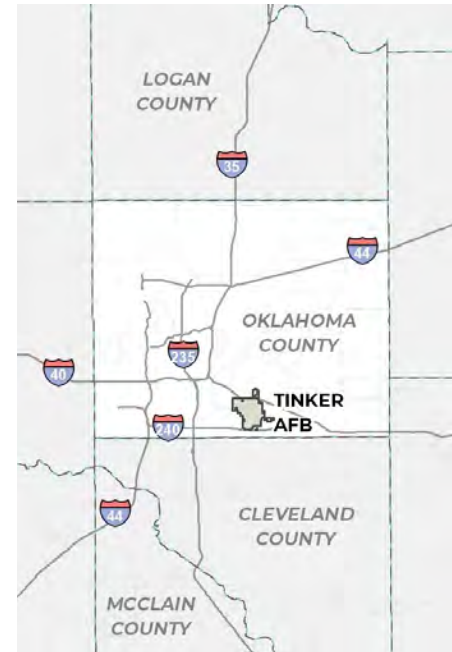 LOGAN
COUNTY
35
44
OKLAHOMA
COUNTY
235
40
TINKER
AFB
240
44
CLEVELAND
COUNTY
MCCLAIN
COUNTY